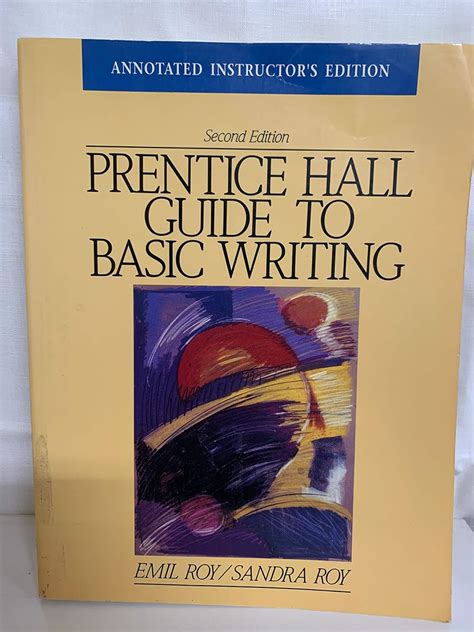 ANNOTATED INSTRUCTOR'S EDITION
Second Edition
PRENTICE HALL
GUIDE TO
BASIC WRITING
EMIL ROY/SANDRA ROY